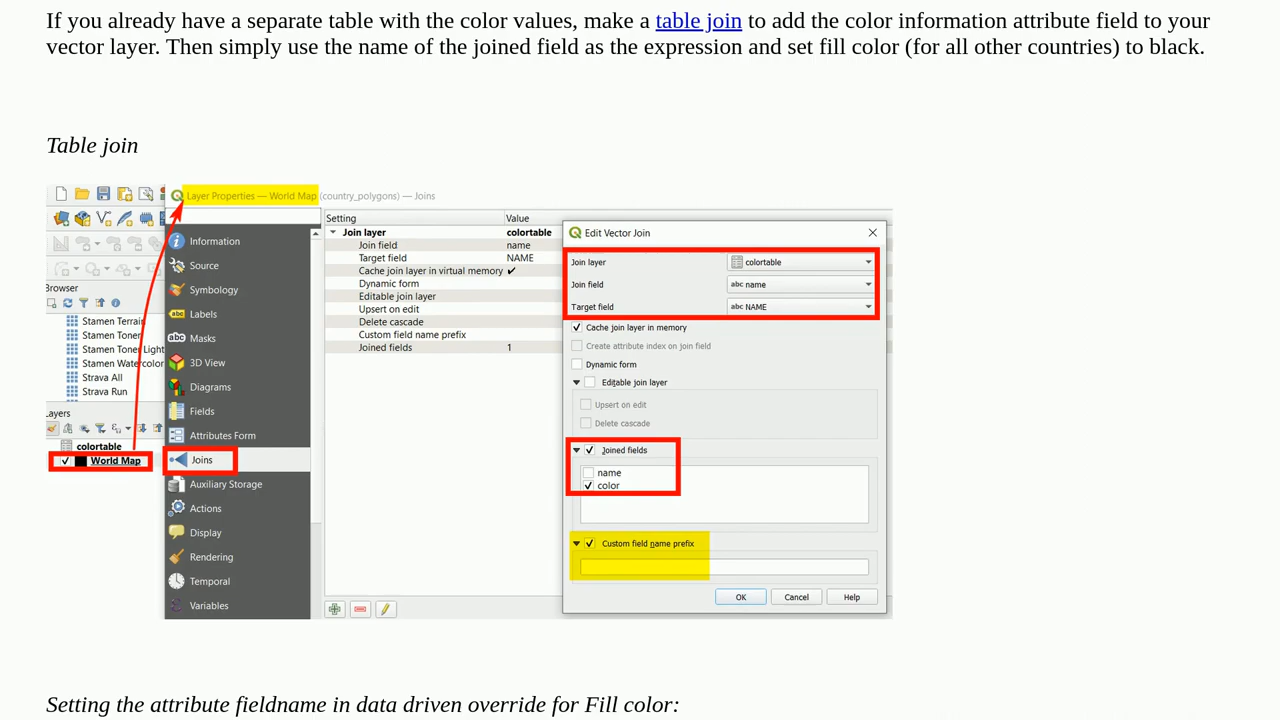 If you already have a separate table with the color values, make a table join to add the color information attribute field to your
vector layer. Then simply use the name of the joined field as the expression and set fill color (for all other countries) to black.
Table join
Layer Properties — World Map (country_polygons) — Joins
Browser
Stamen Terrain
Stamen Toner
Stamen Toner Light
Stamen Watercolor
Strava All
Strava Run
Layers
colortable
World Map
Information
Source
Symbology
Labels
Masks
3D View
Diagrams
Fields
Attributes Form
Joins
Auxiliary Storage
Actions
Display
Rendering
Temporal
Variables
Setting Value
Join layer colortable
Join field name
Target field NAME
Cache join layer in virtual memory ✔
Dynamic form
Editable join layer
Upsert on edit
Delete cascade
Custom field name prefix
Joined fields 1
Edit Vector Join
Join layer colortable
Join field abc name
Target field abc NAME
Cache join layer in memory
Create attribute index on join field
Dynamic form
Editable join layer
Upsert on edit
Delete cascade
Joined fields
name
color
Custom field name prefix
OK Cancel Help
Setting the attribute fieldname in data driven override for Fill color: